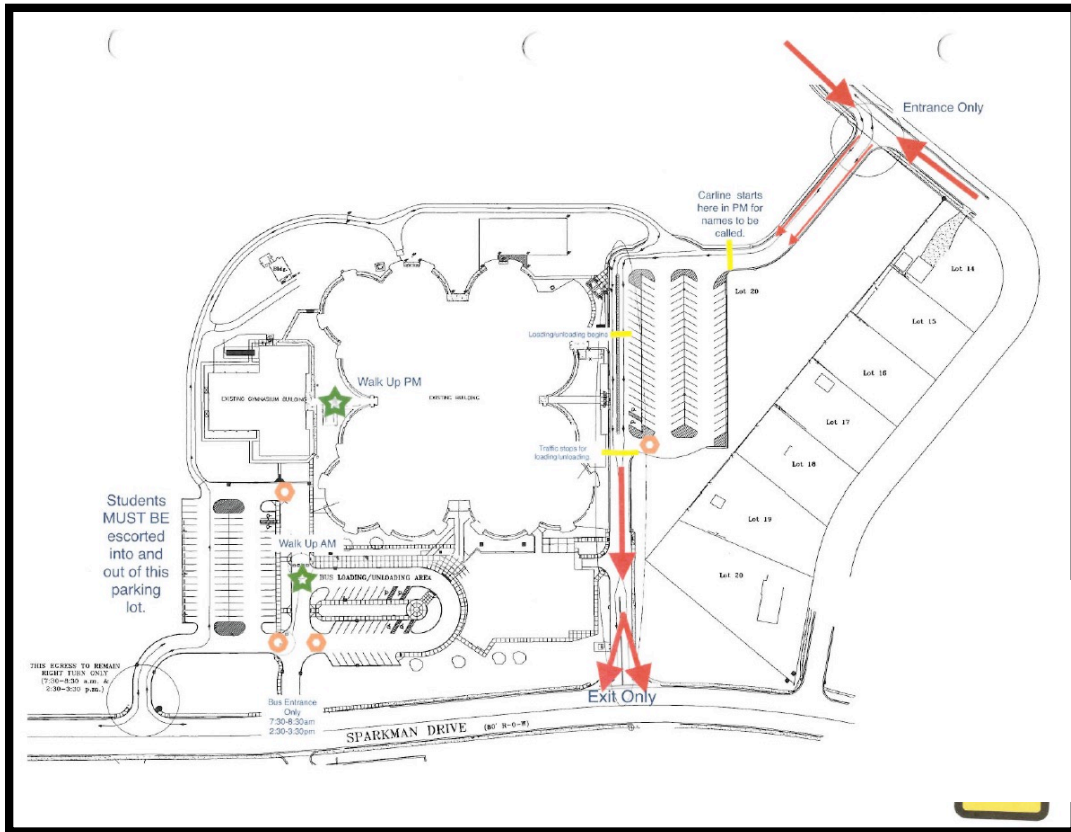 Entrance Only
Carline starts
here in PM for
names to be
called.
Bldg.
Lot 20
Lot 14
Lot 15
Lot 16
Lot 17
Lot 18
Lot 19
Lot 20
Loading/unloading begins
Walk Up PM
EXISTING GYMNASIUM BUILDING
EXISTING BUILDING
Traffic stops for
loading/unloading.
Students
MUST BE
escorted
into and
out of this
parking
lot.
Walk Up AM
BUS LOADING/UNLOADING AREA
THIS EGRESS TO REMAIN
RIGHT TURN ONLY
(7:30-8:30 a.m. &
2:30-3:30 p.m.)
Bus Entrance
Only
7:30-8:30am
2:30-3:30pm
Exit Only
SPARKMAN DRIVE (80' R-O-W)